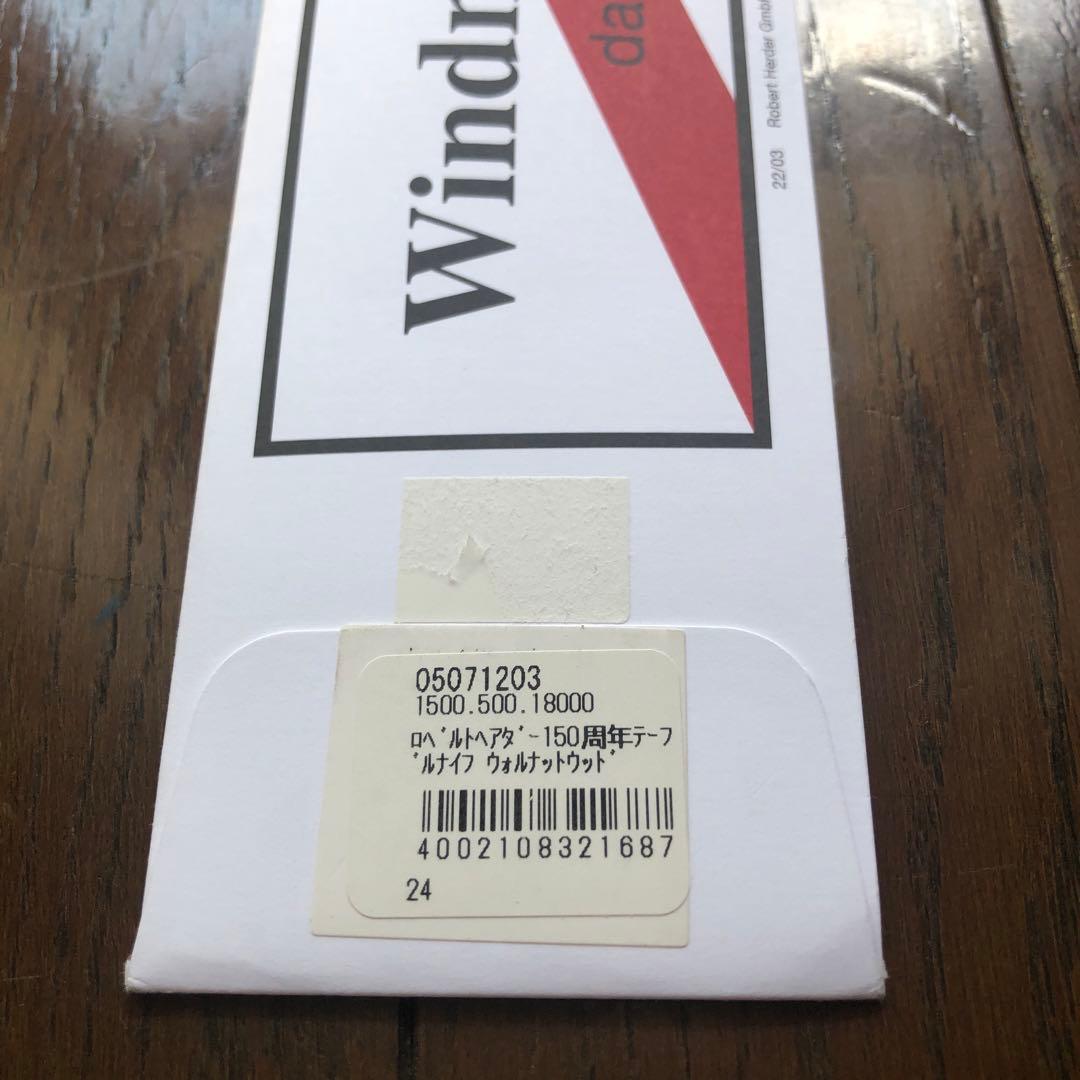 Windr
da
22/03 Robert Herder GmbH
05071203
1500.500.18000
ﾛﾍﾞﾙﾄﾍｱﾀﾞｰ150周年ﾃｰﾌ
ﾞﾙﾅｲﾌ ｳｫﾙﾅｯﾄｳｯﾄﾞ
4002108321687
24